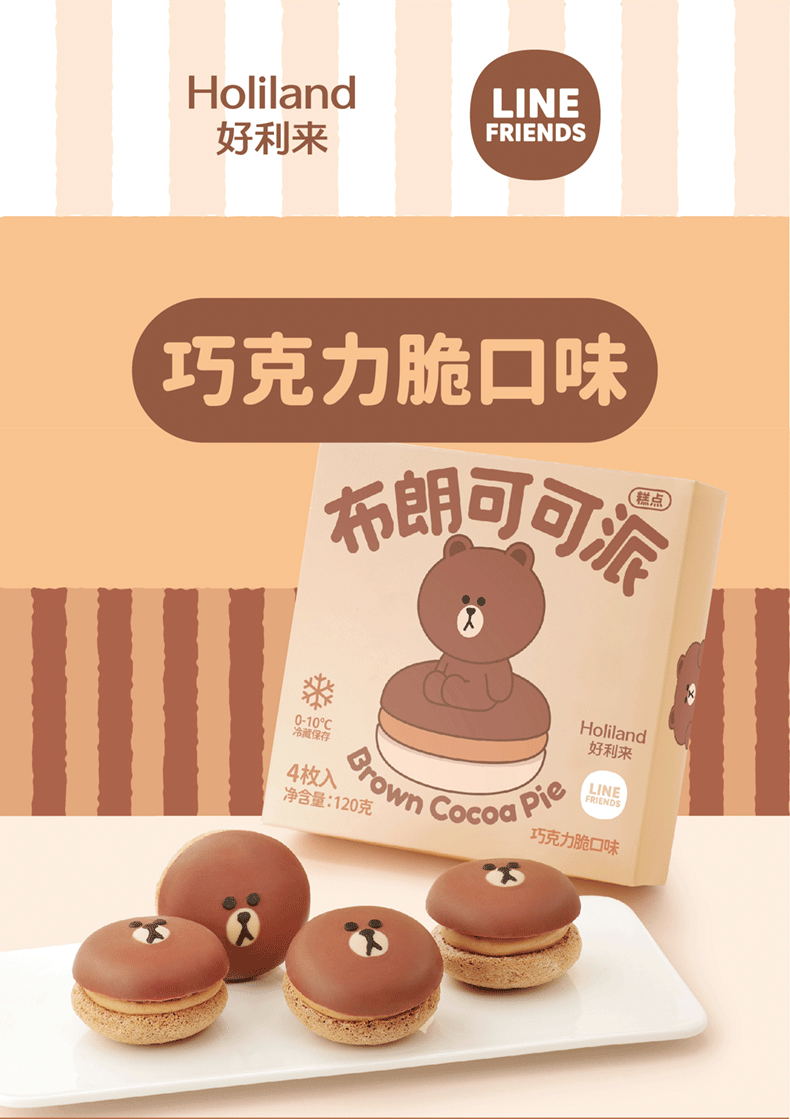 Holiland
好利来
LINE
FRIENDS
巧克力脆口味
布朗可可派
糕点
0-10℃
冷藏保存
4枚入
净含量:120克
Brown Cocoa Pie
Holiland
好利来
LINE
FRIENDS
巧克力脆口味